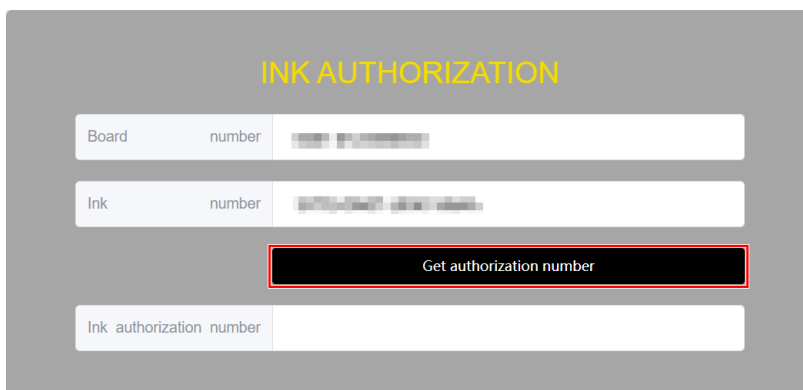 INK AUTHORIZATION
Board number
Ink number
Get authorization number
Ink authorization number